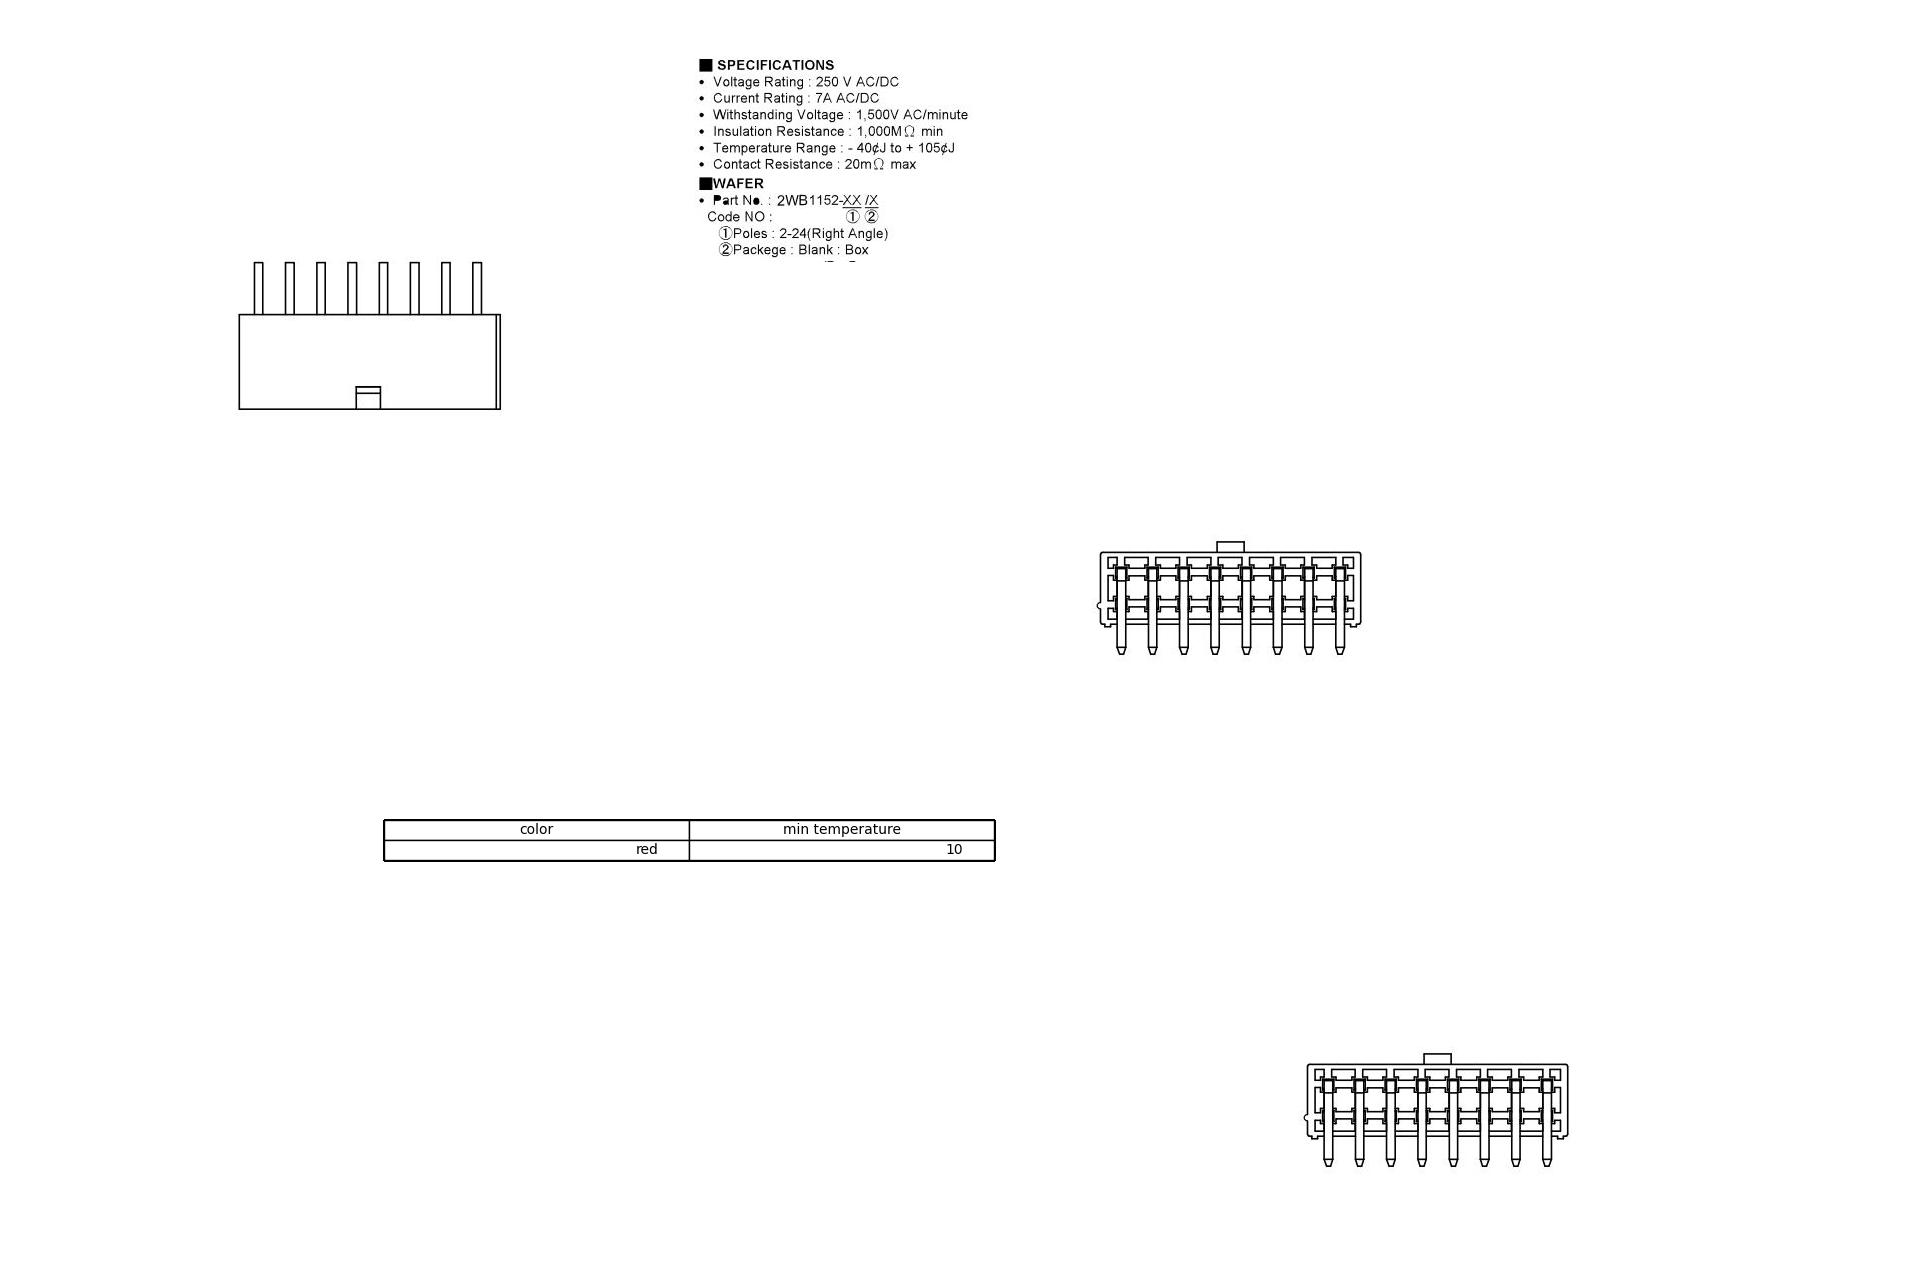 ■ SPECIFICATIONS
• Voltage Rating : 250 V AC/DC
• Current Rating : 7A AC/DC
• Withstanding Voltage : 1,500V AC/minute
• Insulation Resistance : 1,000MΩ min
• Temperature Range : - 40¢J to + 105¢J
• Contact Resistance : 20mΩ max
■WAFER
• Part No. : 2WB1152-XX /X
Code NO : ① ②
①Poles : 2-24(Right Angle)
②Packege : Blank : Box
color min temperature
red 10